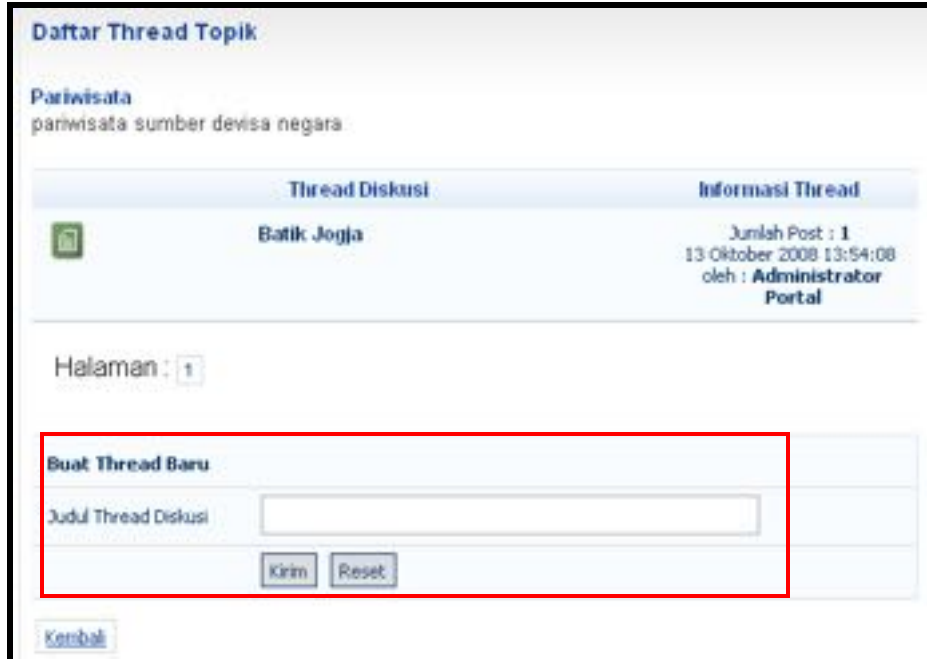 Daftar Thread Topik
Pariwisata
pariwisata sumber devisa negara
Thread Diskusi Informasi Thread
Batik Jogja Jumlah Post : 1
13 Oktober 2008 13:54:08
oleh : Administrator
Portal
Halaman : 1
Buat Thread Baru
Judul Thread Diskusi
Kirim Reset
Kembali